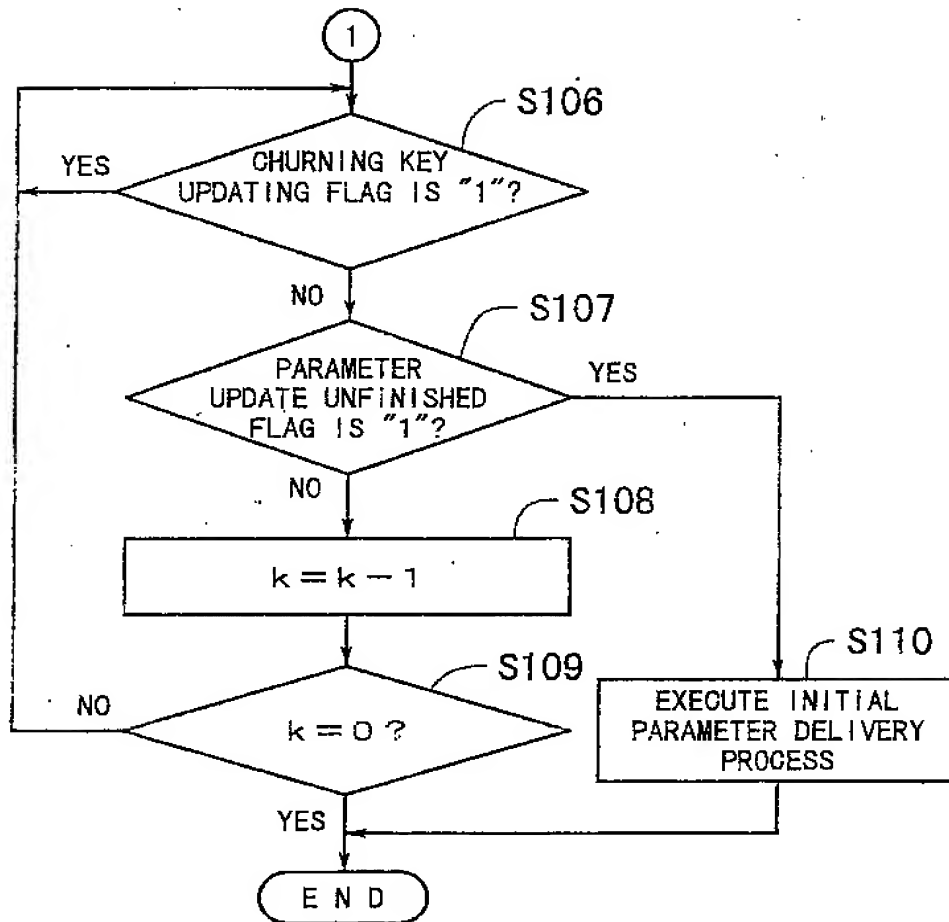 1
S106
YES
CHURNING KEY
UPDATING FLAG IS "1"?
NO
S107
PARAMETER
UPDATE UNFINISHED
FLAG IS "1"?
YES
NO
S108
k=k-1
S109
NO
k=0?
S110
EXECUTE INITIAL
PARAMETER DELIVERY
PROCESS
YES
END